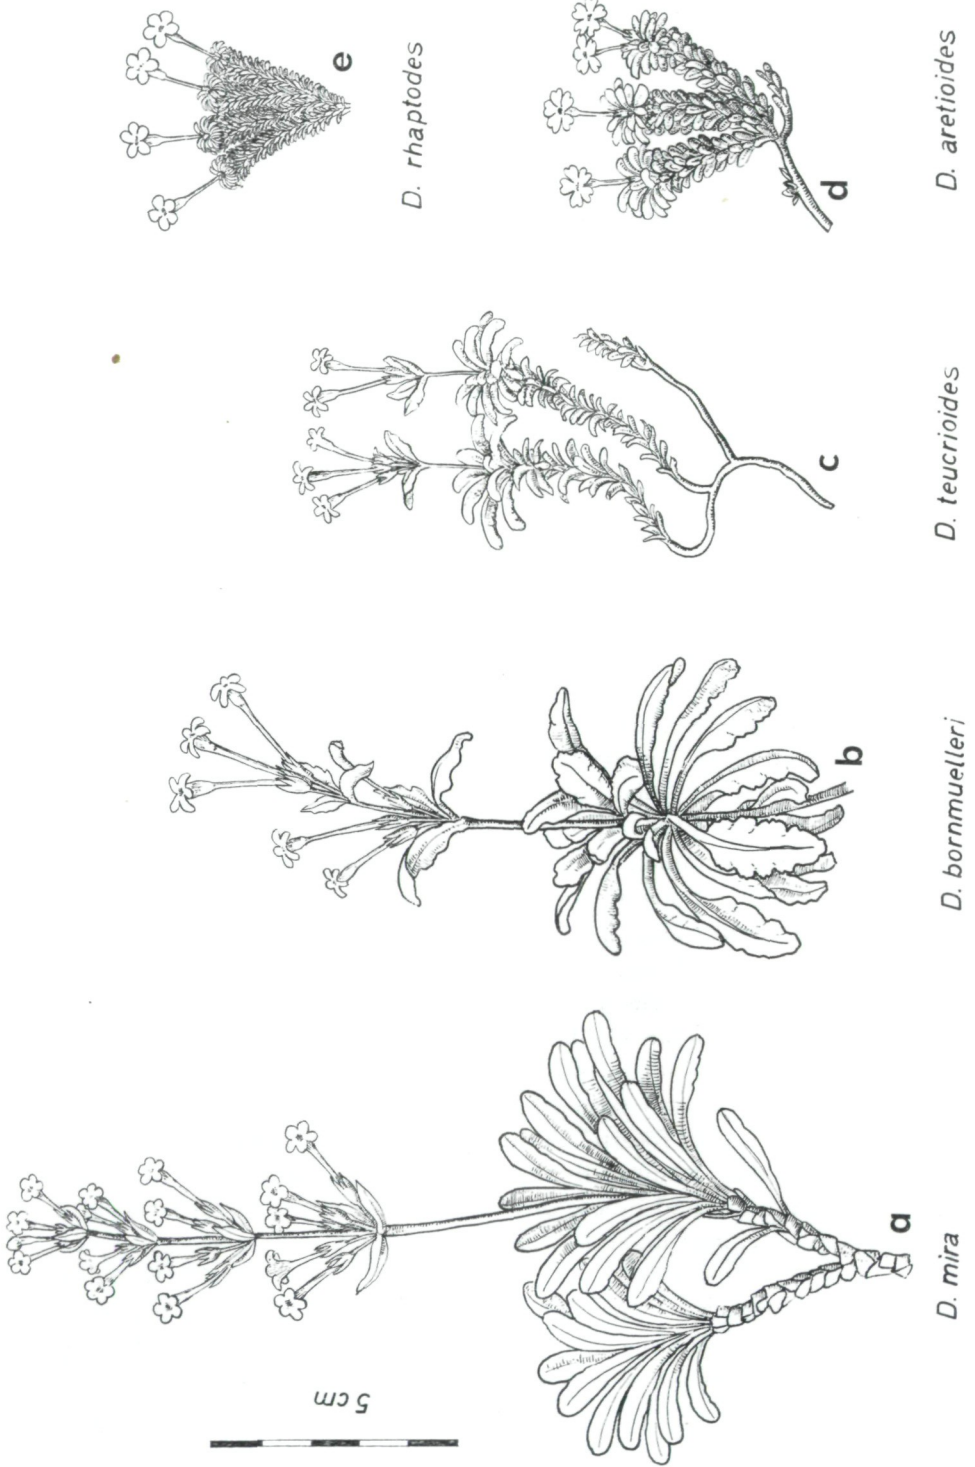 5 cm
a
D. mira
b
D. bornmuelleri
c
D. teucrioides
d
D. aretioides
e
D. rhaptodes